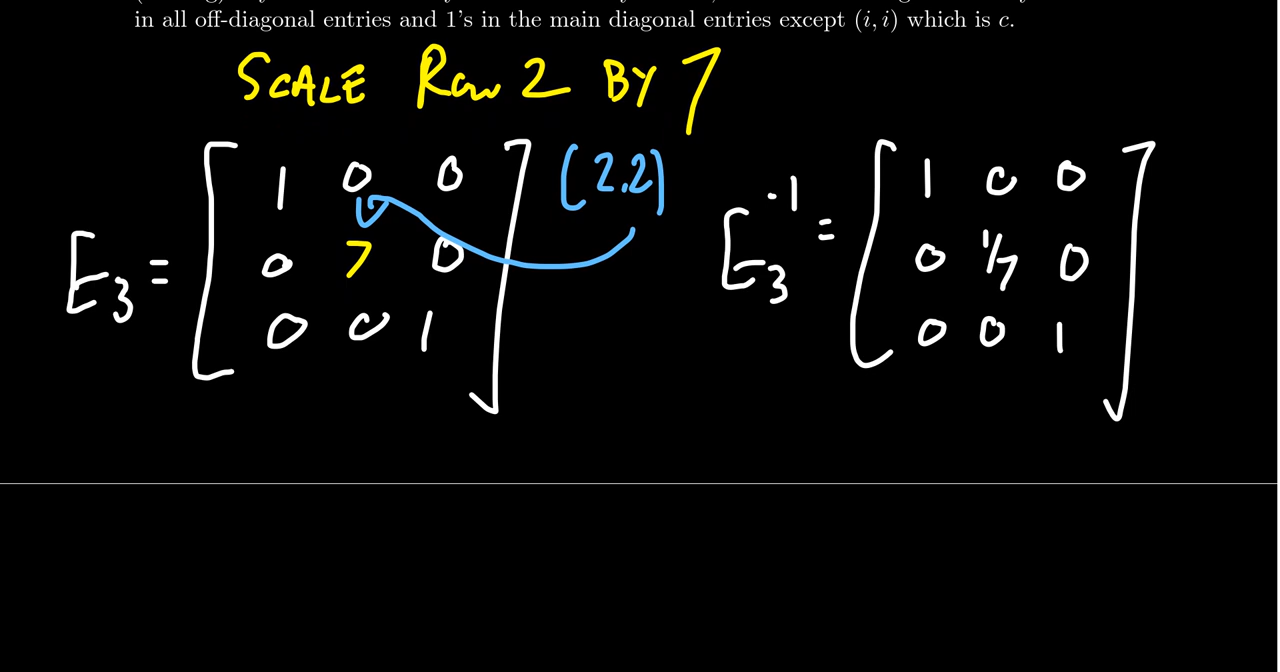 in all off-diagonal entries and 1's in the main diagonal entries except (i, i) which is c.
SCALE Row 2 BY 7
(2.2)
E₃ = [ 1 0 0
0 7 0
0 0 1 ]
E₃⁻¹ = [ 1 0 0
0 1/7 0
0 0 1 ]